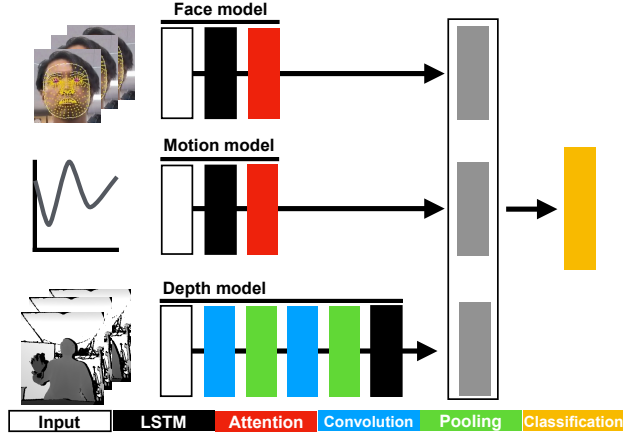 Face model
Motion model
Depth model
Input LSTM Attention Convolution Pooling Classification